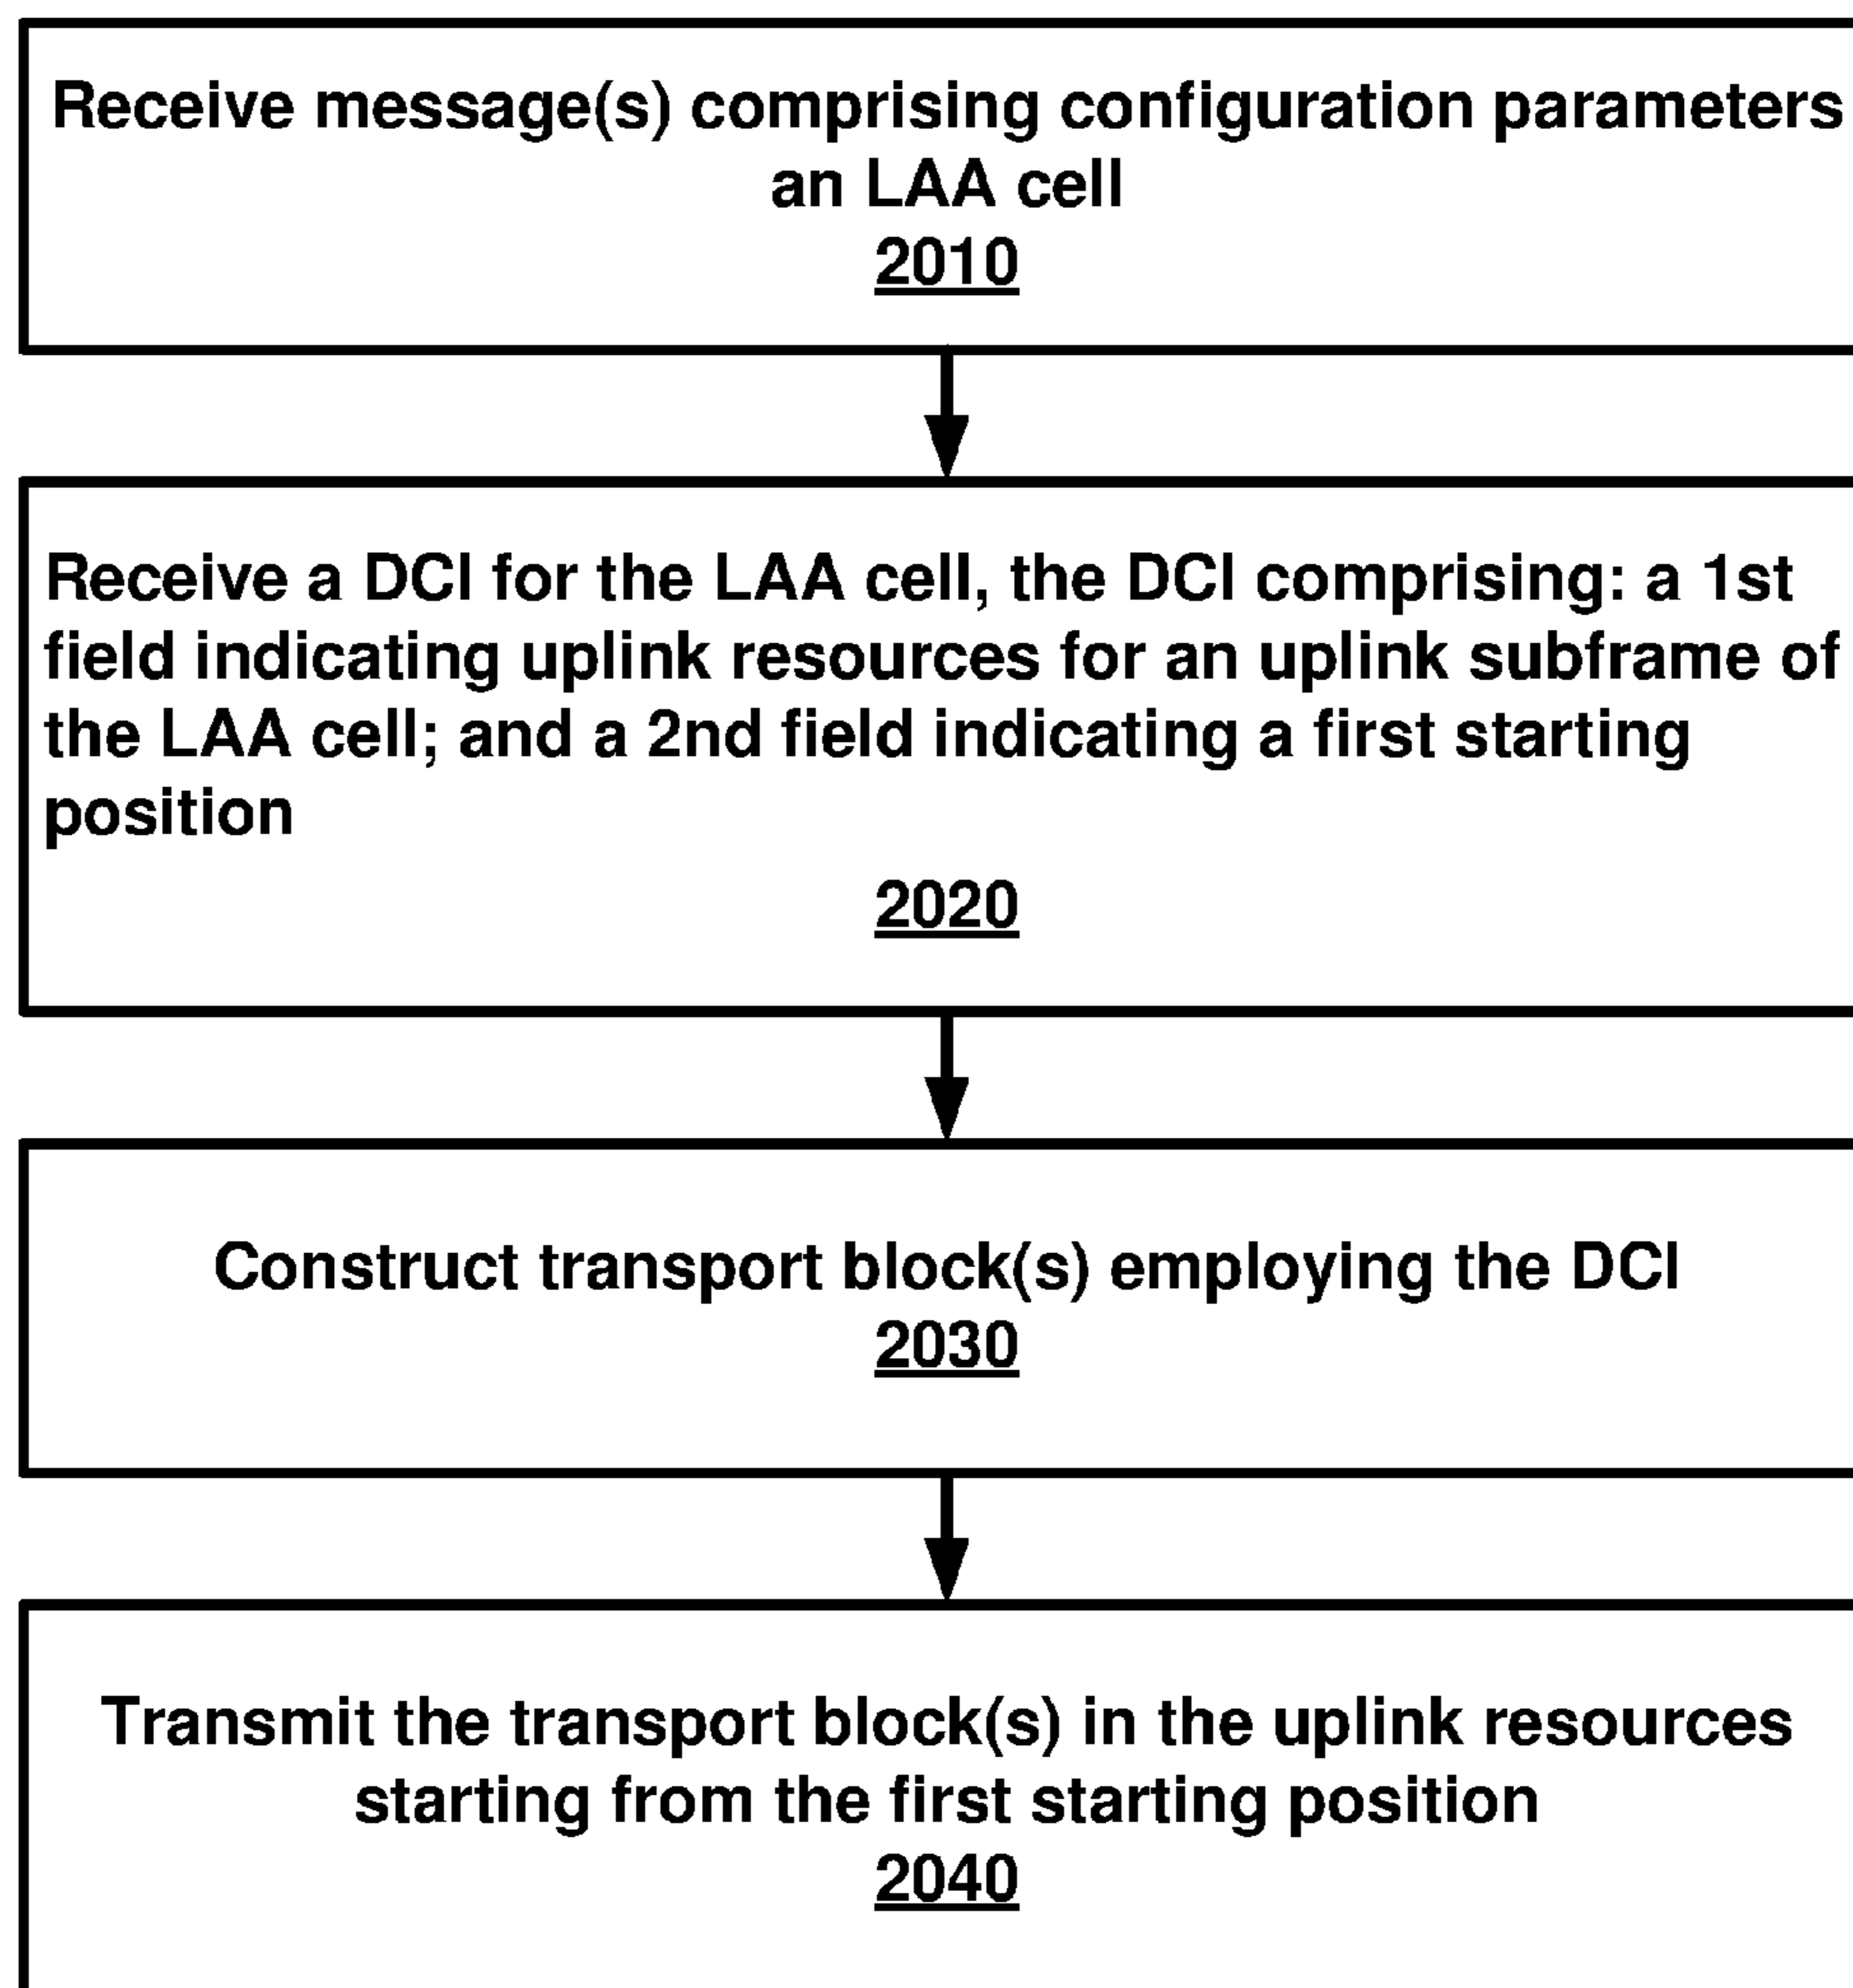 Receive message(s) comprising configuration parameters
an LAA cell
2010
Receive a DCI for the LAA cell, the DCI comprising: a 1st
field indicating uplink resources for an uplink subframe of
the LAA cell; and a 2nd field indicating a first starting
position
2020
Construct transport block(s) employing the DCI
2030
Transmit the transport block(s) in the uplink resources
starting from the first starting position
2040